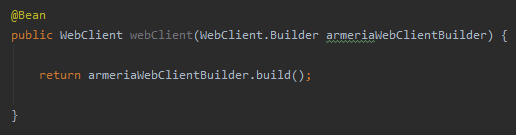 @Bean
public WebClient webClient(WebClient.Builder armeriaWebClientBuilder) {
return armeriaWebClientBuilder.build();
}